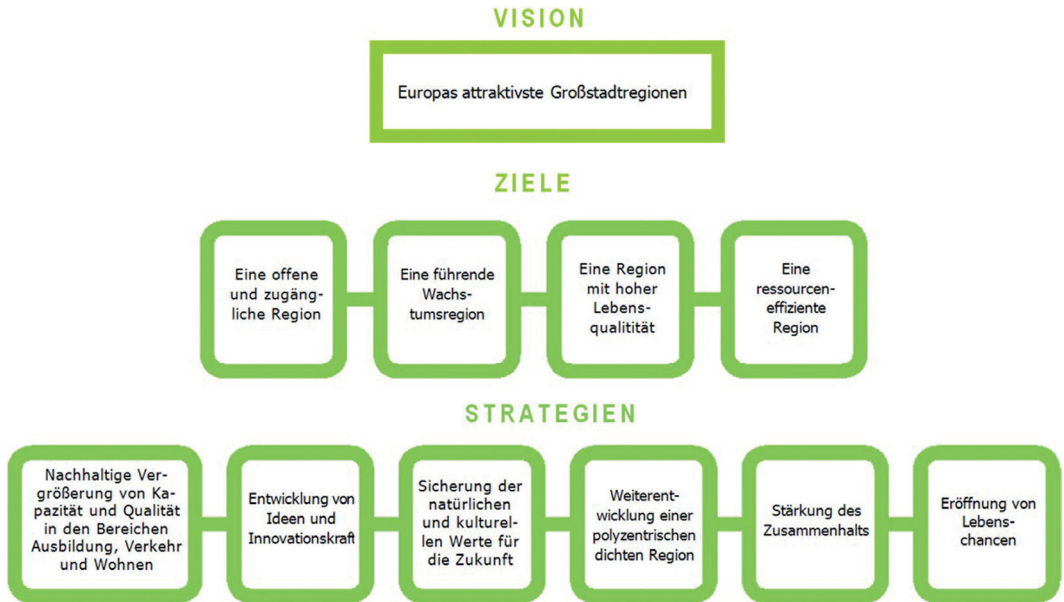 VISION
Europas attraktivste Großstadtregionen
ZIELE
Eine offene
und zugäng-
liche Region
Eine führende
Wachs-
tumsregion
Eine Region
mit hoher
Lebens-
qualitität
Eine
ressourcen-
effiziente
Region
STRATEGIEN
Nachhaltige Ver-
größerung von Ka-
pazität und Qualität
in den Bereichen
Ausbildung, Verkehr
und Wohnen
Entwicklung von
Ideen und
Innovationskraft
Sicherung der
natürlichen
und kulturel-
len Werte für
die Zukunft
Weiterent-
wicklung einer
polyzentrischen
dichten Region
Stärkung des
Zusammenhalts
Eröffnung von
Lebens-
chancen